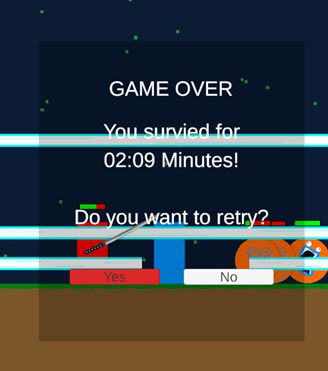 GAME OVER
You survied for
02:09 Minutes!
Do you want to retry?
Yes
No